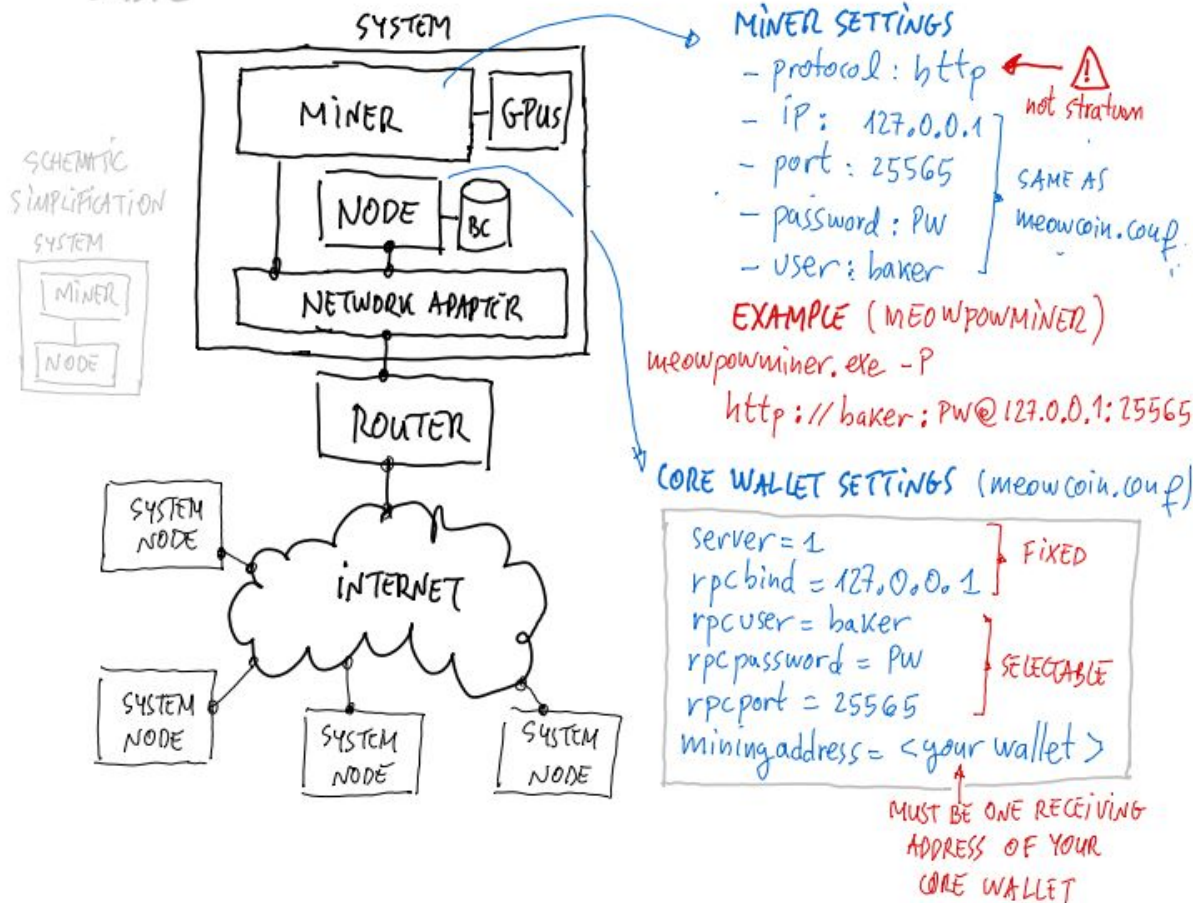 SYSTEM
MINER
GPUs
NODE
BC
NETWORK ADAPTER
ROUTER
INTERNET
SYSTEM
NODE
SYSTEM
NODE
SYSTEM
NODE
SYSTEM
NODE
SCHEMATIC
SIMPLIFICATION
SYSTEM
MINER
NODE
MINER SETTINGS
- protocol: http
not stratum
- ip: 127.0.0.1
- port: 25565
- password: PW
- user: baker
SAME AS
meowcoin.conf
EXAMPLE (MEOWPOWMINER)
meowpowminer.exe -P
http://baker:PW@127.0.0.1:25565
CORE WALLET SETTINGS (meowcoin.conf)
server=1
rpcbind=127.0.0.1
FIXED
rpcuser=baker
rpcpassword=PW
rpcport=25565
SELECTABLE
miningaddress=<your wallet>
MUST BE ONE RECEIVING
ADDRESS OF YOUR
CORE WALLET